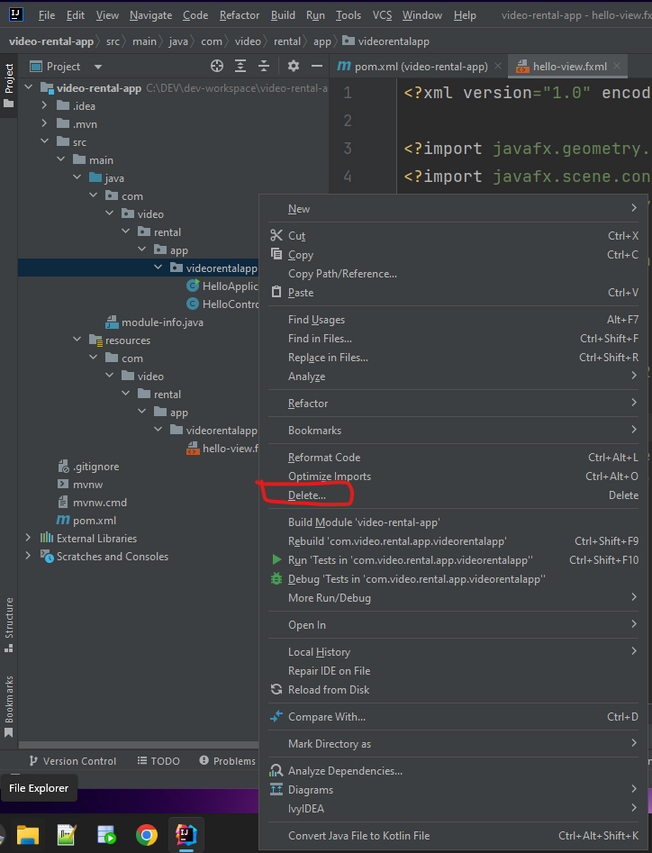 File Edit View Navigate Code Refactor Build Run Tools VCS Window Help video-rental-app - hello-view.fx
video-rental-app src main java com video rental app videorentalapp
Project
Project
pom.xml (video-rental-app)
hello-view.fxml
video-rental-app C:\DEV\dev-workspace\video-rental-a
.idea
.mvn
src
main
java
com
video
rental
app
videorentalapp
HelloApplic
HelloContro
module-info.java
resources
com
video
rental
app
videorentalapp
hello-view.f
.gitignore
mvnw
mvnw.cmd
pom.xml
External Libraries
Scratches and Consoles
1 <?xml version="1.0" encod
2
3 <?import javafx.geometry.
4 <?import javafx.scene.con
New
Cut Ctrl+X
Copy Ctrl+C
Copy Path/Reference...
Paste Ctrl+V
Find Usages Alt+F7
Find in Files... Ctrl+Shift+F
Replace in Files... Ctrl+Shift+R
Analyze
Refactor
Bookmarks
Reformat Code Ctrl+Alt+L
Optimize Imports Ctrl+Alt+O
Delete... Delete
Build Module 'video-rental-app'
Rebuild 'com.video.rental.app.videorentalapp' Ctrl+Shift+F9
Run 'Tests in 'com.video.rental.app.videorentalapp'' Ctrl+Shift+F10
Debug 'Tests in 'com.video.rental.app.videorentalapp''
More Run/Debug
Open In
Local History
Repair IDE on File
Reload from Disk
Compare With... Ctrl+D
Mark Directory as
Analyze Dependencies...
Diagrams
IvyIDEA
Convert Java File to Kotlin File Ctrl+Alt+Shift+K
Structure
Bookmarks
Version Control TODO Problems
File Explorer